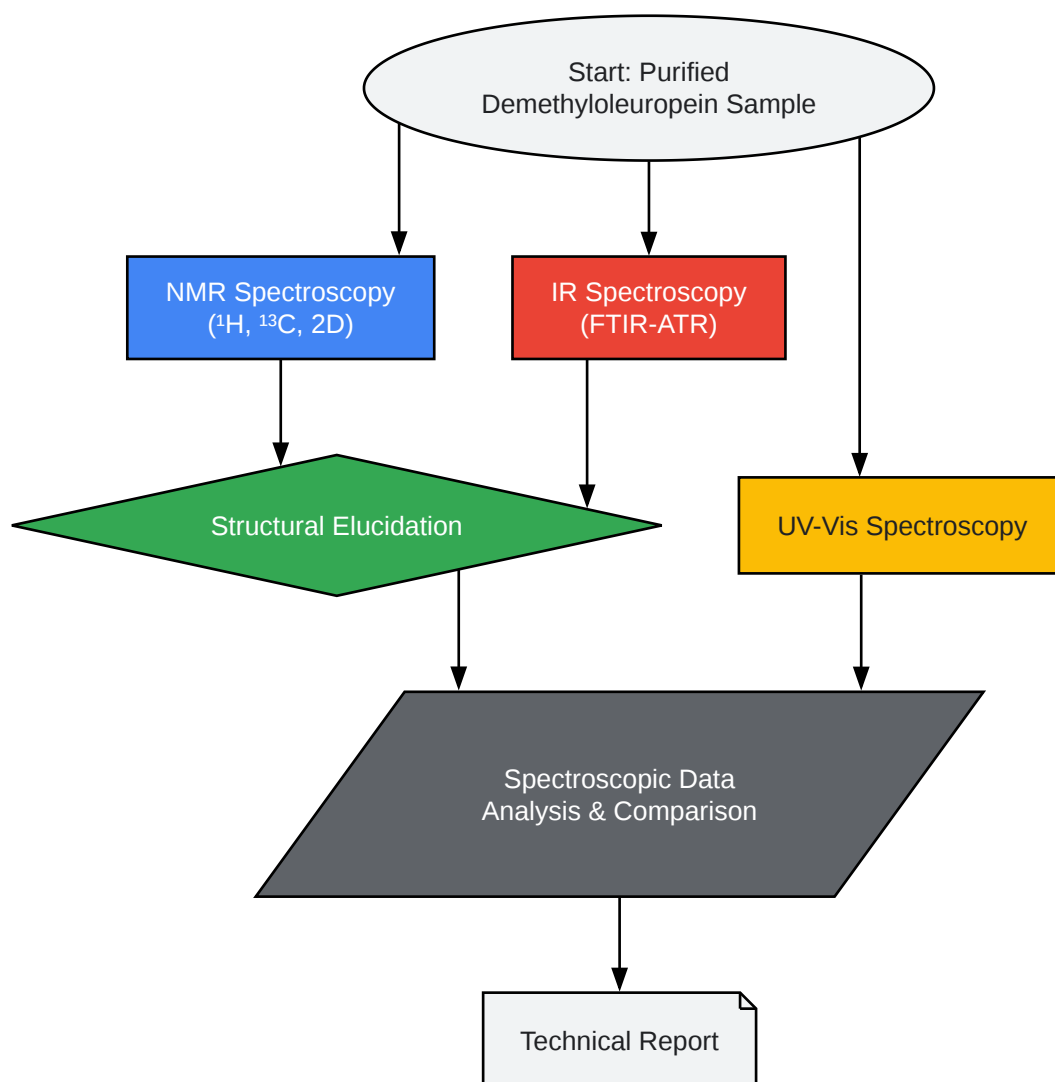 Start: Purified
Demethyloleuropein Sample
NMR Spectroscopy
(¹H, ¹³C, 2D)
IR Spectroscopy
(FTIR-ATR)
Structural Elucidation
UV-Vis Spectroscopy
Spectroscopic Data
Analysis & Comparison
Technical Report